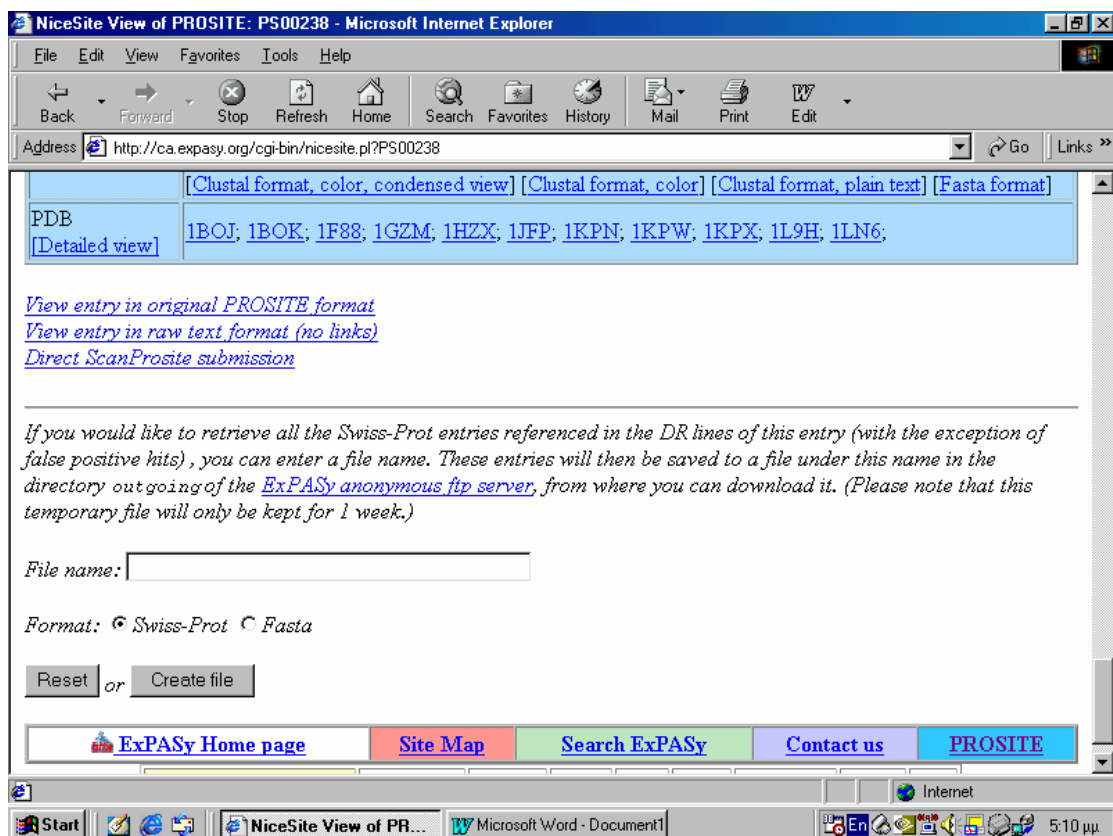 NiceSite View of PROSITE: PS00238 - Microsoft Internet Explorer
File Edit View Favorites Tools Help
Back Forward Stop Refresh Home Search Favorites History Mail Print Edit
Address http://ca.expasy.org/cgi-bin/nicesite.pl?PS00238 Go Links »
[Clustal format, color, condensed view] [Clustal format, color] [Clustal format, plain text] [Fasta format]
PDB
[Detailed view]
1BOJ; 1BOK; 1F88; 1GZM; 1HZX; 1JFP; 1KPN; 1KPW; 1KPX; 1L9H; 1LN6;
View entry in original PROSITE format
View entry in raw text format (no links)
Direct ScanProsite submission
If you would like to retrieve all the Swiss-Prot entries referenced in the DR lines of this entry (with the exception of
false positive hits) , you can enter a file name. These entries will then be saved to a file under this name in the
directory outgoing of the ExPASy anonymous ftp server, from where you can download it. (Please note that this
temporary file will only be kept for 1 week.)
File name:
Format: Swiss-Prot Fasta
Reset or Create file
ExPASy Home page Site Map Search ExPASy Contact us PROSITE
Internet
Start NiceSite View of PR... Microsoft Word - Document1 En 5:10 μμ